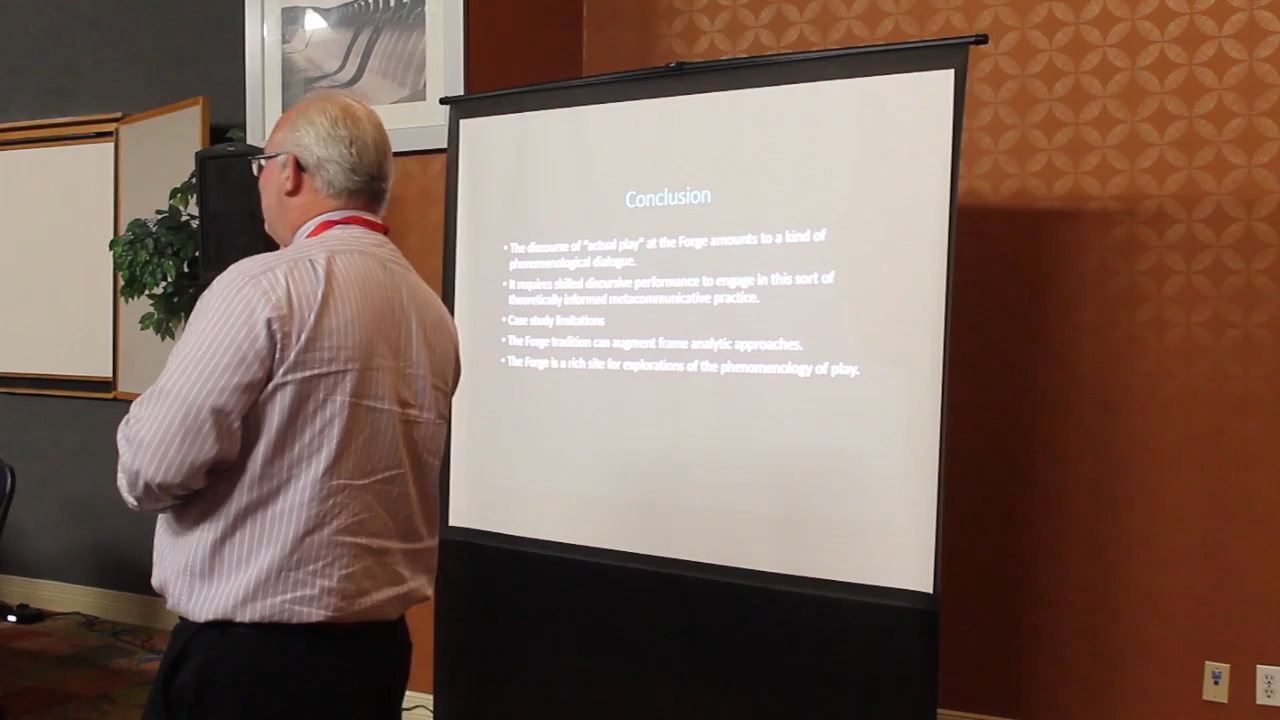 Conclusion
• The discourse of "actual play" at the Forge amounts to a kind of
phenomenological dialogue.
• It requires skilled discursive performance to engage in this sort of
theoretically informed metacommunicative practice.
• Case study limitations
• The Forge tradition can augment frame analytic approaches.
• The Forge is a rich site for explorations of the phenomenology of play.